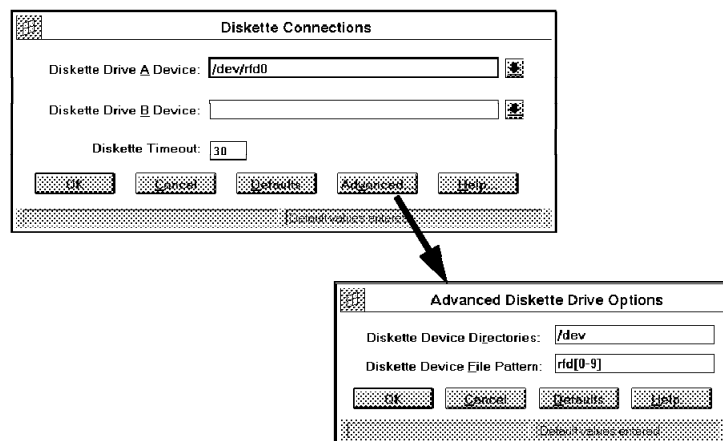 Diskette Connections
Diskette Drive A Device: /dev/rfd0
Diskette Drive B Device:
Diskette Timeout: 30
OK Cancel Defaults Advanced... Help...
Default values entered
Advanced Diskette Drive Options
Diskette Device Directories: /dev
Diskette Device File Pattern: rfd[0-9]
OK Cancel Defaults Help...
Default values entered